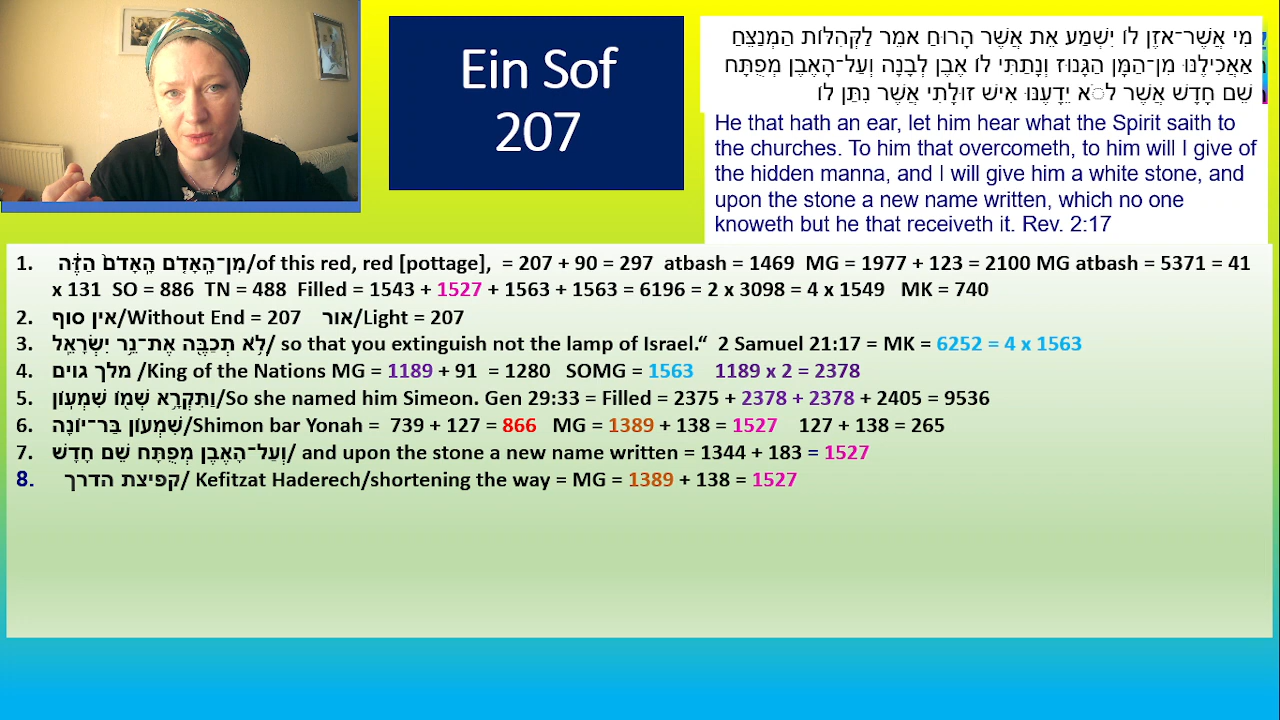 Ein Sof
207
מִי אֲשֶׁר־אֹזֶן לוֹ יִשְׁמַע אֵת אֲשֶׁר הָרוּחַ אֹמֵר לַקְּהִלּוֹת הַמְנַצֵּחַ
אַאֲכִילֶנּוּ מִן־הַמָּן הַגָּנוּז וְנָתַתִּי לוֹ אֶבֶן לְבָנָה וְעַל־הָאֶבֶן מְפֻתָּח
שֵׁם חָדָשׁ אֲשֶׁר לֹא יֵדָעֶנּוּ אִישׁ זוּלָתִי אֲשֶׁר נִתַּן לוֹ
He that hath an ear, let him hear what the Spirit saith to
the churches. To him that overcometh, to him will I give of
the hidden manna, and I will give him a white stone, and
upon the stone a new name written, which no one
knoweth but he that receiveth it. Rev. 2:17
1. מִן־הָאָדֹ֤ם הָאָדֹם֙ הַזֶּ֔ה/of this red, red [pottage], = 207 + 90 = 297 atbash = 1469 MG = 1977 + 123 = 2100 MG atbash = 5371 = 41
x 131 SO = 886 TN = 488 Filled = 1543 + 1527 + 1563 + 1563 = 6196 = 2 x 3098 = 4 x 1549 MK = 740
2. אין סוף/Without End = 207 אור/Light = 207
3. לֹ֥א תְכַבֶּ֖ה אֶת־נֵ֥ר יִשְׂרָאֵֽל/ so that you extinguish not the lamp of Israel.“ 2 Samuel 21:17 = MK = 6252 = 4 x 1563
4. מלך גוים /King of the Nations MG = 1189 + 91 = 1280 SOMG = 1563 1189 x 2 = 2378
5. וַתִּקְרָ֥א שְׁמ֖וֹ שִׁמְעֽוֹן/So she named him Simeon. Gen 29:33 = Filled = 2375 + 2378 + 2378 + 2405 = 9536
6. שִׁמְעוֹן בַּר־יוֹנָה/Shimon bar Yonah = 739 + 127 = 866 MG = 1389 + 138 = 1527 127 + 138 = 265
7. וְעַל־הָאֶבֶן מְפֻתָּח שֵׁם חָדָשׁ/ and upon the stone a new name written = 1344 + 183 = 1527
8. קפיצת הדרך/ Kefitzat Haderech/shortening the way = MG = 1389 + 138 = 1527